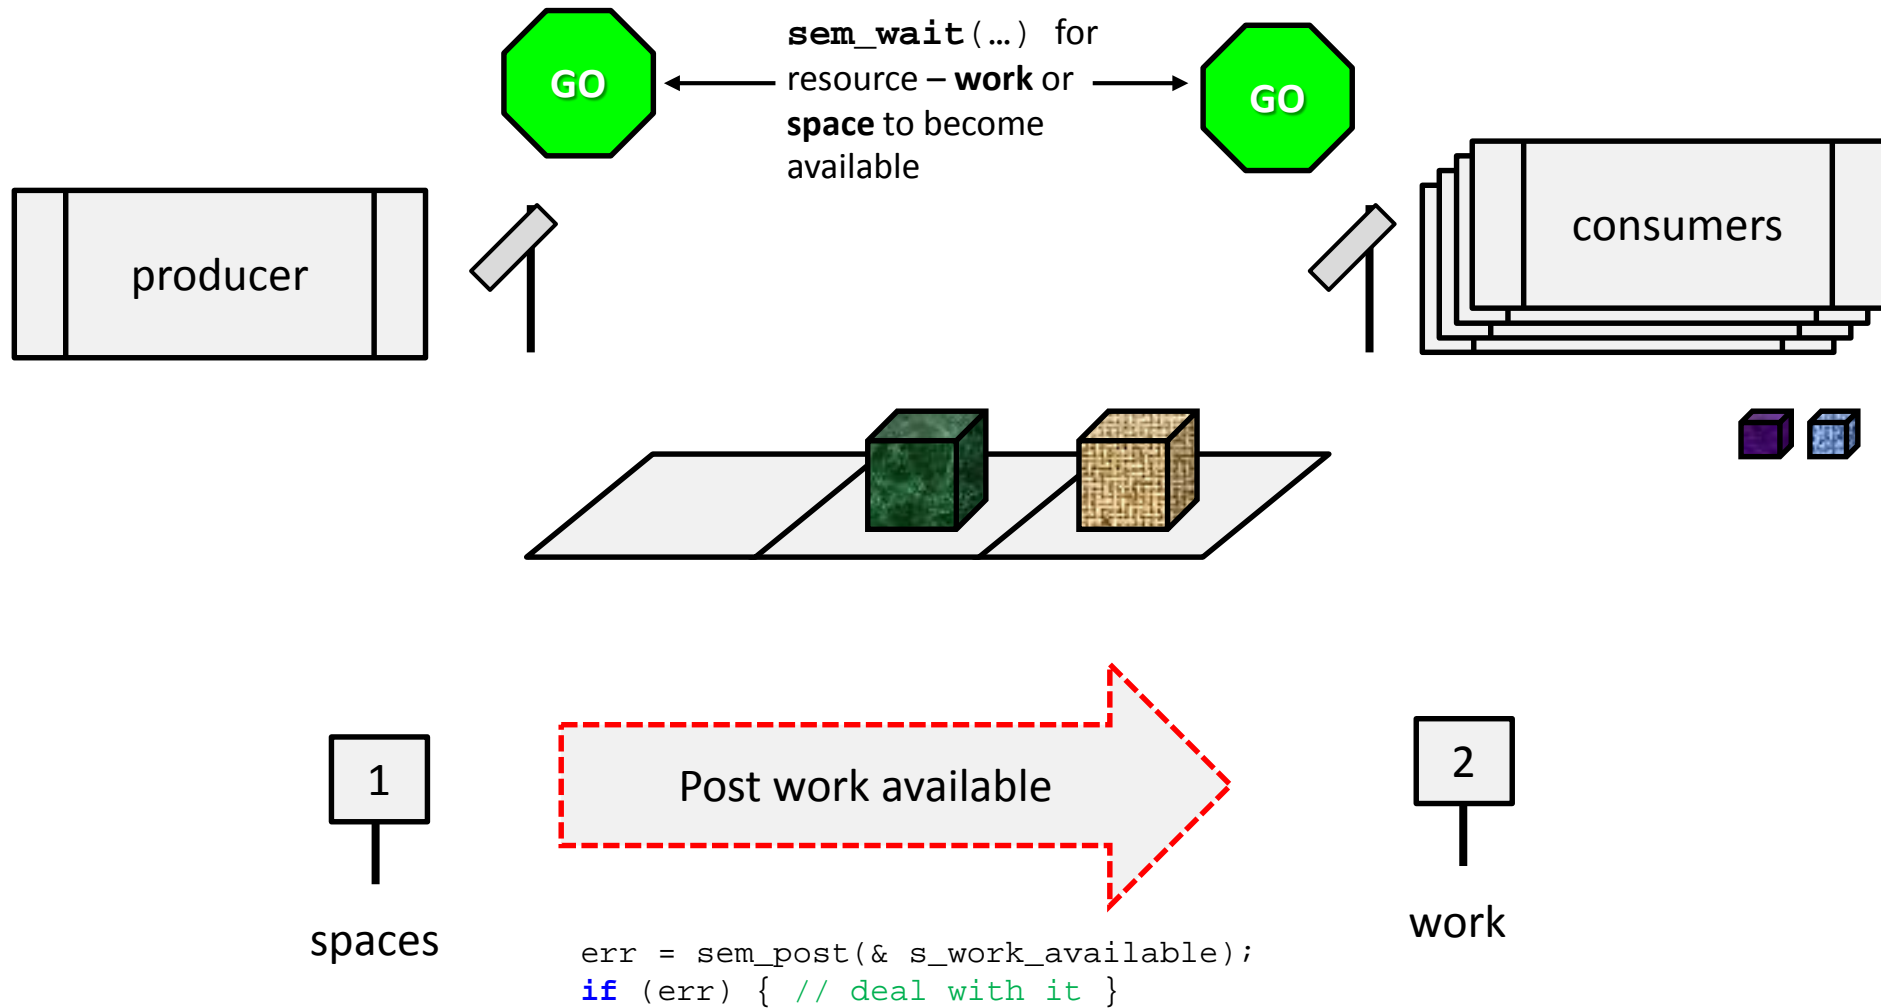 GO
sem_wait(…) for
resource – work or
space to become
available
GO
producer
consumers
1
Post work available
2
spaces
work
err = sem_post(& s_work_available);
if (err) { // deal with it }